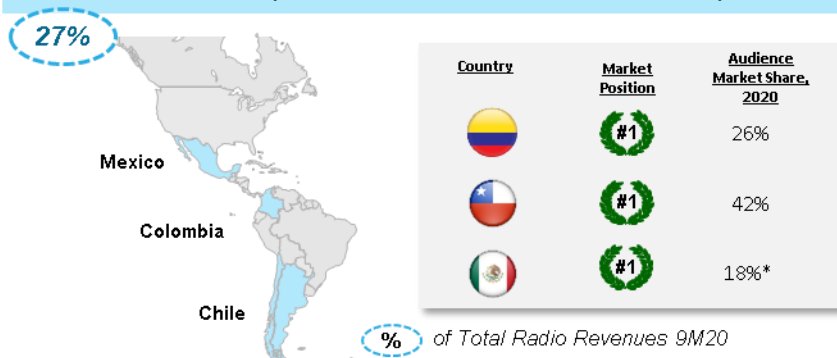 27%
Mexico
Colombia
Chile
Country
Market
Position
Audience
Market Share,
2020
#1
26%
#1
42%
#1
18%*
% of Total Radio Revenues 9M20